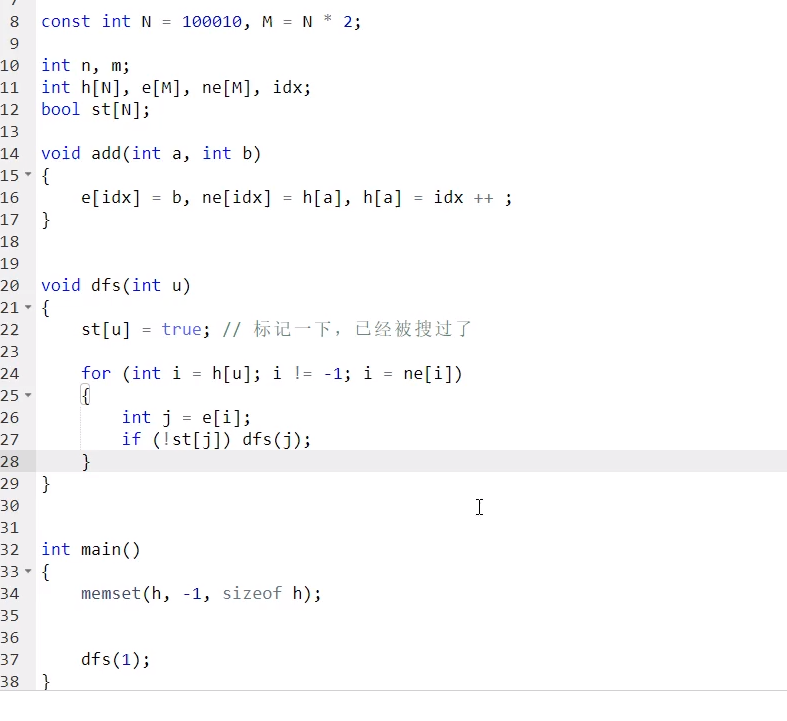 8 const int N = 100010, M = N * 2;
9
10 int n, m;
11 int h[N], e[M], ne[M], idx;
12 bool st[N];
13
14 void add(int a, int b)
15 {
16     e[idx] = b, ne[idx] = h[a], h[a] = idx ++ ;
17 }
18
19
20 void dfs(int u)
21 {
22     st[u] = true; // 标记一下，已经被搜过了
23
24     for (int i = h[u]; i != -1; i = ne[i])
25     {
26         int j = e[i];
27         if (!st[j]) dfs(j);
28     }
29 }
30
31
32 int main()
33 {
34     memset(h, -1, sizeof h);
35
36
37     dfs(1);
38 }